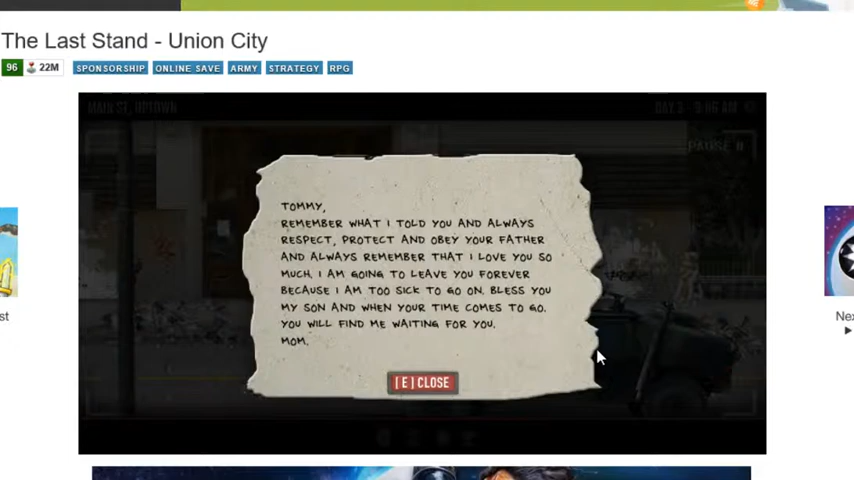 The Last Stand - Union City
96 22M SPONSORSHIP ONLINE SAVE ARMY STRATEGY RPG
MAIN ST, UPTOWN
PAUSE II
TOMMY,
REMEMBER WHAT I TOLD YOU AND ALWAYS
RESPECT, PROTECT AND OBEY YOUR FATHER
AND ALWAYS REMEMBER THAT I LOVE YOU SO
MUCH. I AM GOING TO LEAVE YOU FOREVER
BECAUSE I AM TOO SICK TO GO ON. BLESS YOU
MY SON AND WHEN YOUR TIME COMES TO GO.
YOU WILL FIND ME WAITING FOR YOU.
MOM.
[ E ] CLOSE
st
Nex